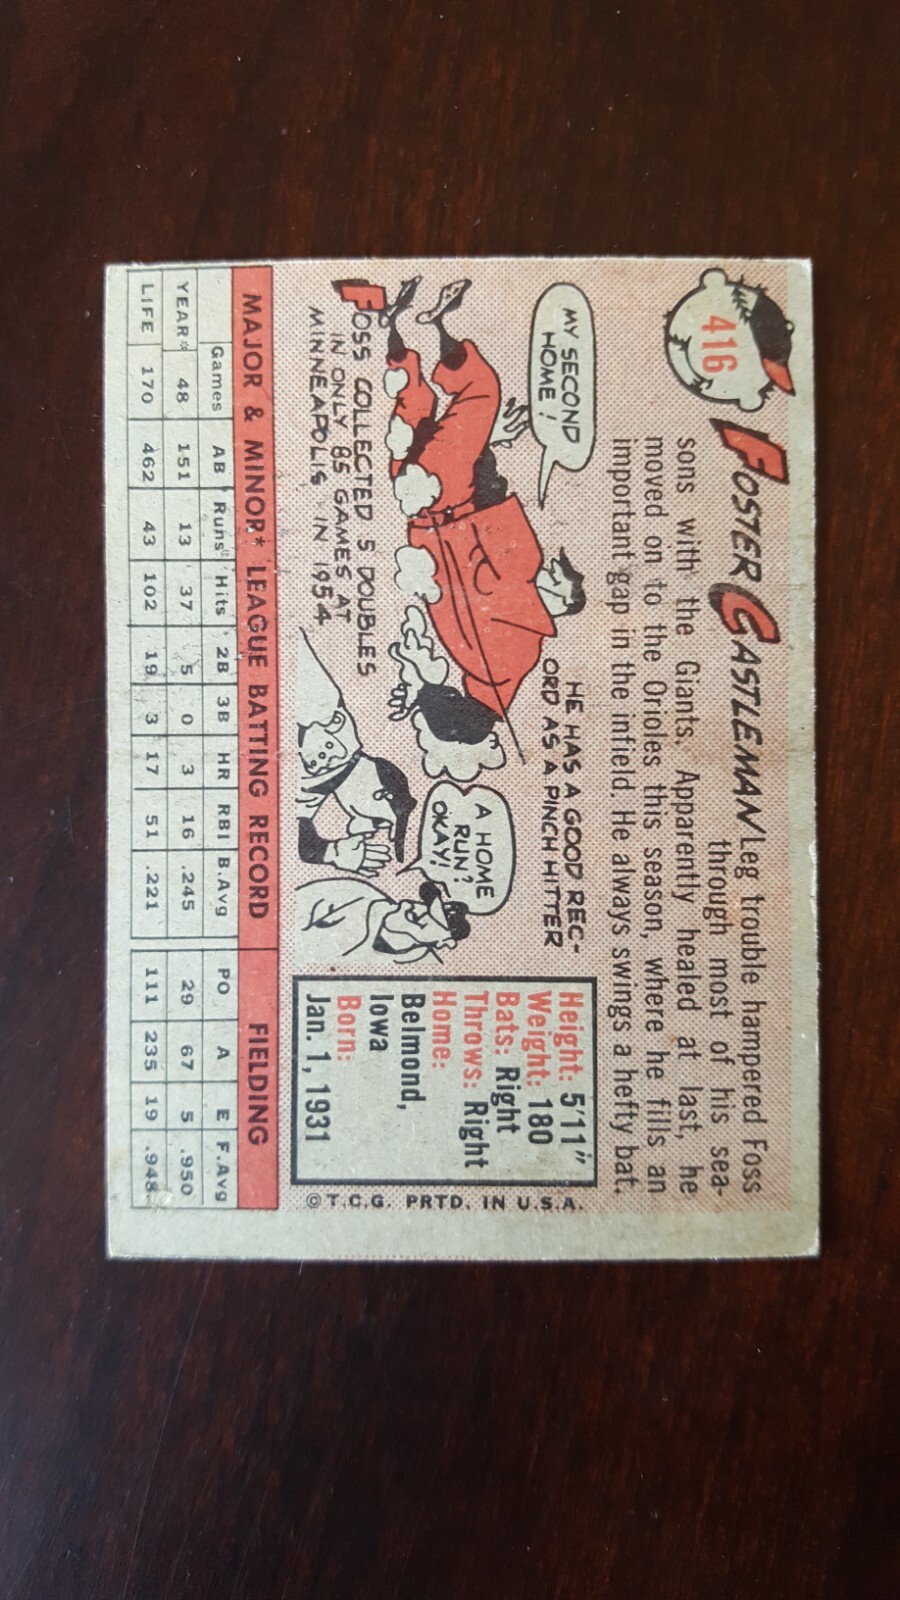 416
FOSTER CASTLEMAN
Leg trouble hampered Foss
through most of his sea-
sons with the Giants. Apparently healed at last, he
moved on to the Orioles this season, where he fills an
important gap in the infield. He always swings a hefty bat.
MY SECOND
HOME!
HE HAS A GOOD REC-
ORD AS A PINCH HITTER
A HOME
RUN?
OKAY!
FOSS COLLECTED 5 DOUBLES
IN ONLY 85 GAMES AT
MINNEAPOLIS IN 1954
Height: 5'11"
Weight: 180
Bats: Right
Throws: Right
Home:
Belmond,
Iowa
Born:
Jan. 1, 1931
© T.C.G. PRTD. IN U.S.A.
MAJOR & MINOR* LEAGUE BATTING RECORD FIELDING
Games AB Runs Hits 2B 3B HR RBI B.Avg PO A E F.Avg
YEAR* 48 151 13 37 5 0 3 16 .245 29 67 5 .950
LIFE 170 462 43 102 19 3 17 51 .221 111 235 19 .948